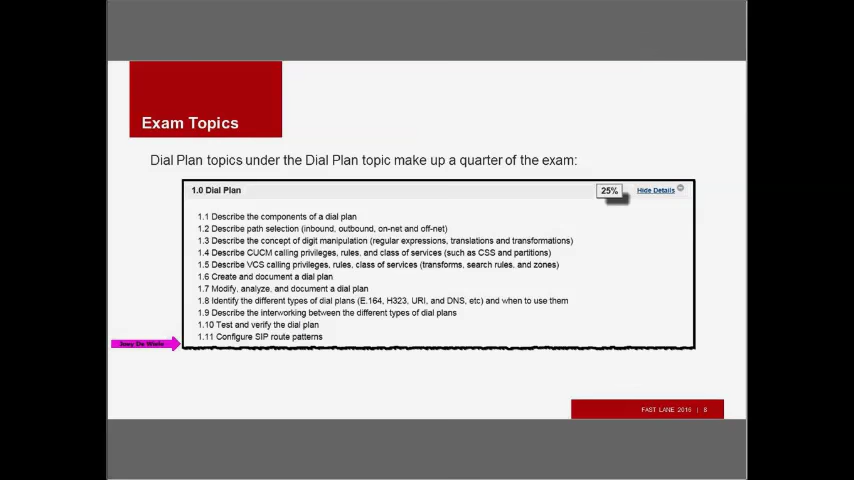 Exam Topics
Dial Plan topics under the Dial Plan topic make up a quarter of the exam:
1.0 Dial Plan 25% Hide Details
1.1 Describe the components of a dial plan
1.2 Describe path selection (inbound, outbound, on-net and off-net)
1.3 Describe the concept of digit manipulation (regular expressions, translations and transformations)
1.4 Describe CUCM calling privileges, rules, and class of services (such as CSS and partitions)
1.5 Describe VCS calling privileges, rules, class of services (transforms, search rules, and zones)
1.6 Create and document a dial plan
1.7 Modify, analyze, and document a dial plan
1.8 Identify the different types of dial plans (E.164, H323, URI, and DNS, etc) and when to use them
1.9 Describe the interworking between the different types of dial plans
1.10 Test and verify the dial plan
1.11 Configure SIP route patterns
FAST LANE 2016 | 8